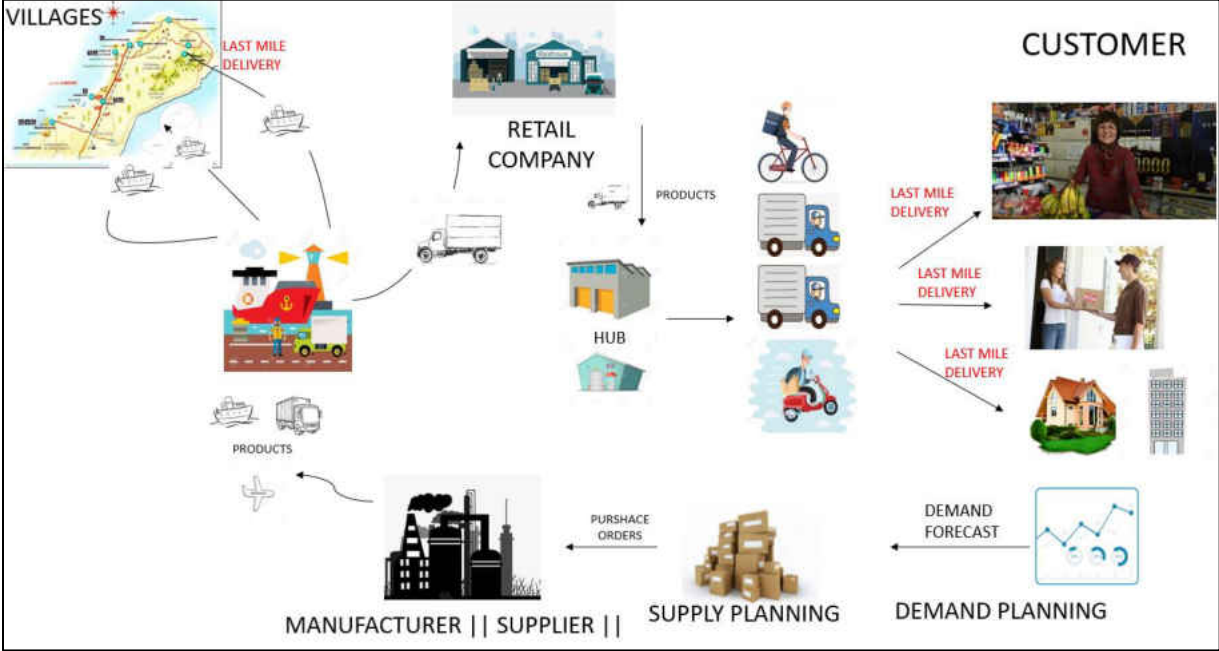 VILLAGES
LAST MILE
DELIVERY
CUSTOMER
RETAIL
COMPANY
PRODUCTS
LAST MILE
DELIVERY
LAST MILE
DELIVERY
HUB
LAST MILE
DELIVERY
PRODUCTS
PURSHACE
ORDERS
DEMAND
FORECAST
MANUFACTURER || SUPPLIER ||
SUPPLY PLANNING
DEMAND PLANNING